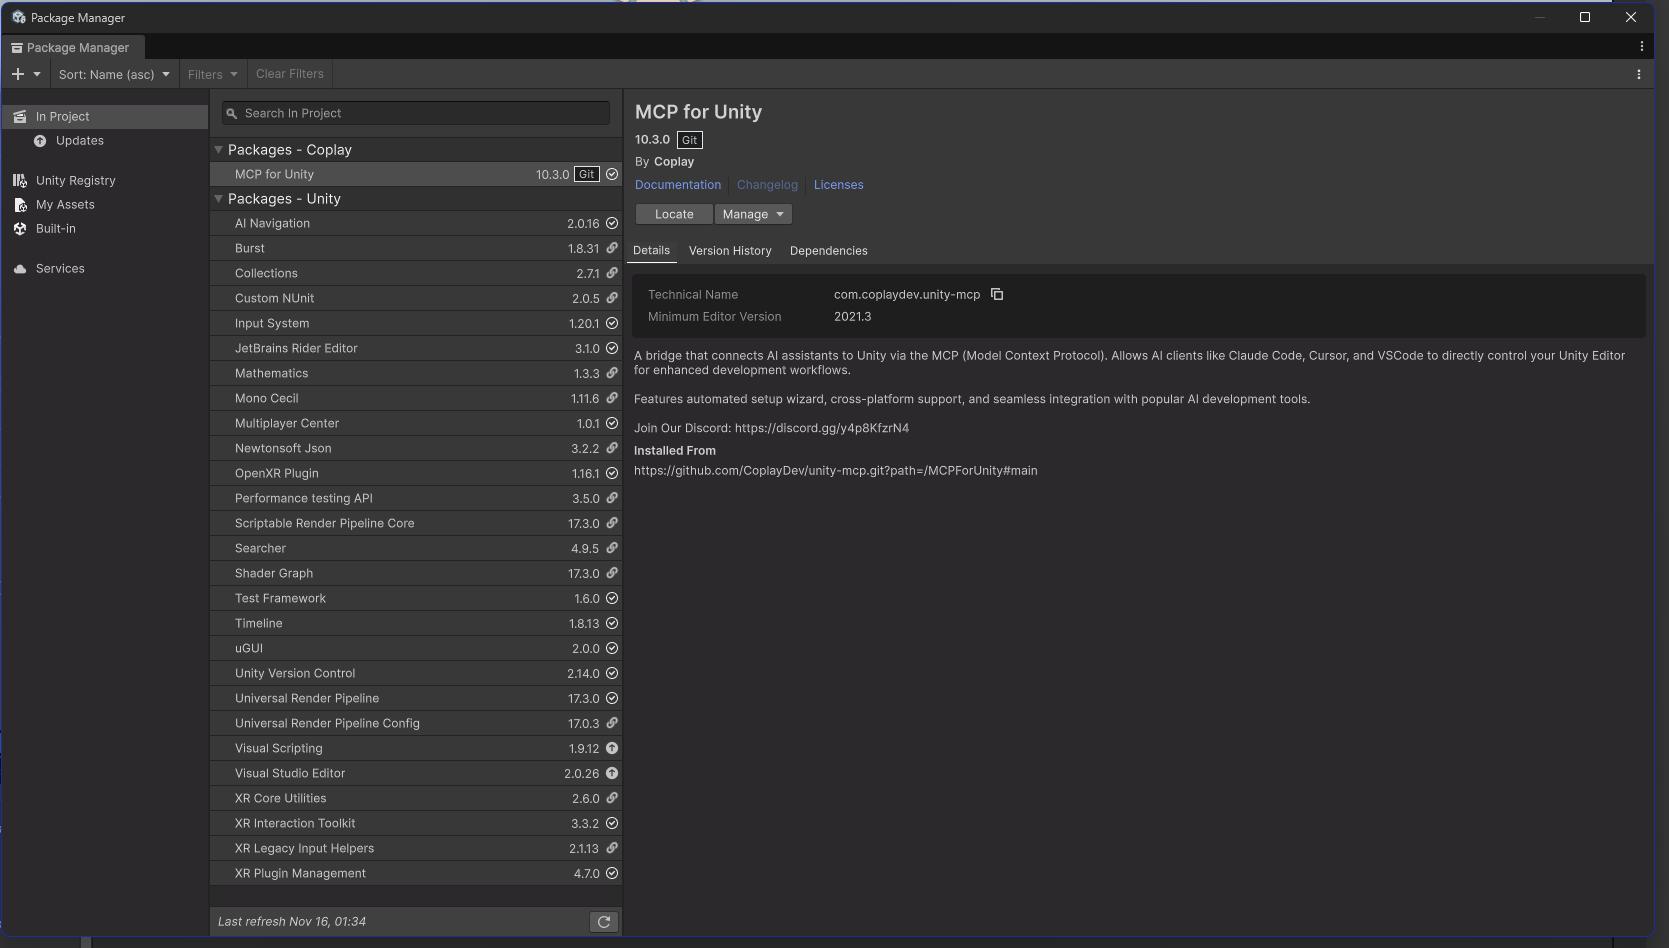 Package Manager
Package Manager
Sort: Name (asc)
Filters
Clear Filters
In Project
Updates
Unity Registry
My Assets
Built-in
Services
Search In Project
Packages - Coplay
MCP for Unity 10.3.0 Git
Packages - Unity
AI Navigation 2.0.16
Burst 1.8.31
Collections 2.7.1
Custom NUnit 2.0.5
Input System 1.20.1
JetBrains Rider Editor 3.1.0
Mathematics 1.3.3
Mono Cecil 1.11.6
Multiplayer Center 1.0.1
Newtonsoft Json 3.2.2
OpenXR Plugin 1.16.1
Performance testing API 3.5.0
Scriptable Render Pipeline Core 17.3.0
Searcher 4.9.5
Shader Graph 17.3.0
Test Framework 1.6.0
Timeline 1.8.13
uGUI 2.0.0
Unity Version Control 2.14.0
Universal Render Pipeline 17.3.0
Universal Render Pipeline Config 17.0.3
Visual Scripting 1.9.12
Visual Studio Editor 2.0.26
XR Core Utilities 2.6.0
XR Interaction Toolkit 3.3.2
XR Legacy Input Helpers 2.1.13
XR Plugin Management 4.7.0
Last refresh Nov 16, 01:34
MCP for Unity
10.3.0 Git
By Coplay
Documentation Changelog Licenses
Locate Manage
Details Version History Dependencies
Technical Name com.coplaydev.unity-mcp
Minimum Editor Version 2021.3
A bridge that connects AI assistants to Unity via the MCP (Model Context Protocol). Allows AI clients like Claude Code, Cursor, and VSCode to directly control your Unity Editor
for enhanced development workflows.
Features automated setup wizard, cross-platform support, and seamless integration with popular AI development tools.
Join Our Discord: https://discord.gg/y4p8KfzrN4
Installed From
https://github.com/CoplayDev/unity-mcp.git?path=/MCPForUnity#main